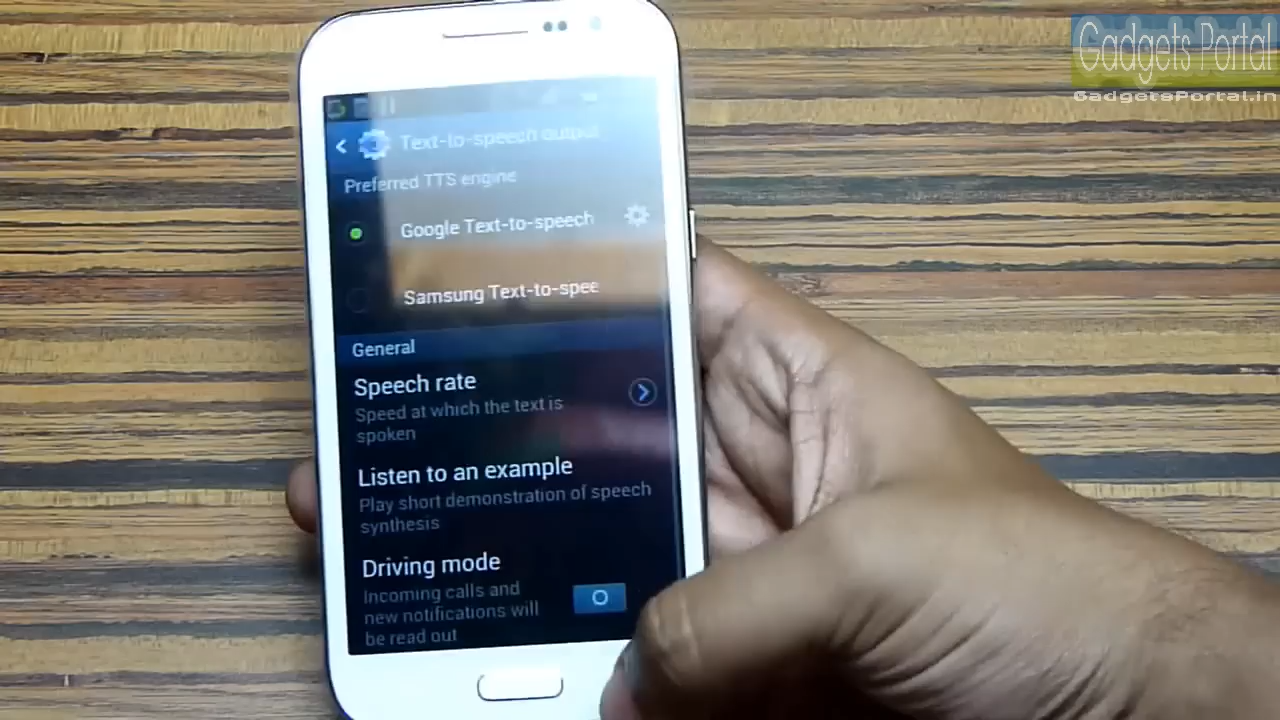 Gadgets Portal
GadgetsPortal.in
Text-to-speech output
Preferred TTS engine
Google Text-to-speech
Samsung Text-to-spee
General
Speech rate
Speed at which the text is
spoken
Listen to an example
Play short demonstration of speech
synthesis
Driving mode
Incoming calls and
new notifications will
be read out